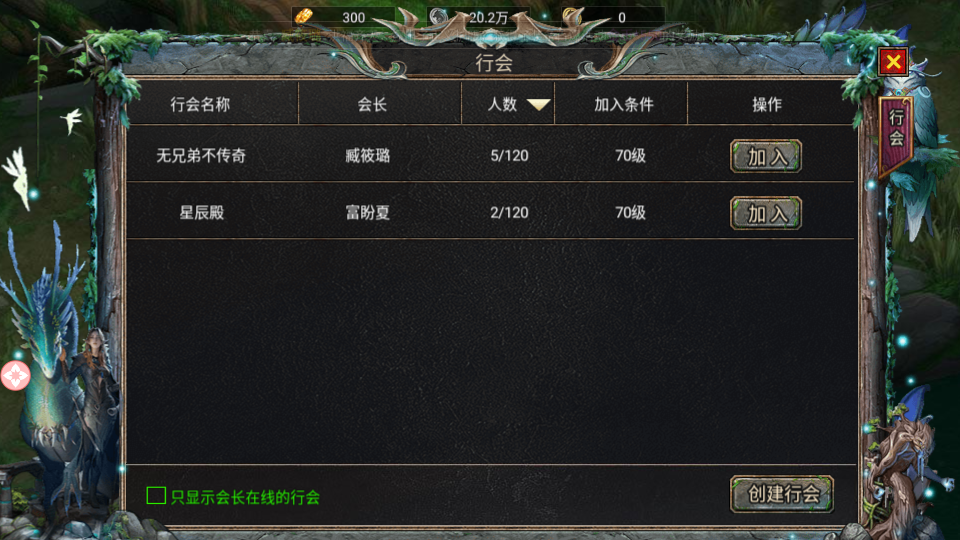 300 20.2万 0
行会
行会
行会名称 会长 人数 加入条件 操作
无兄弟不传奇 臧筱璐 5/120 70级 加入
星辰殿 富盼夏 2/120 70级 加入
只显示会长在线的行会 创建行会